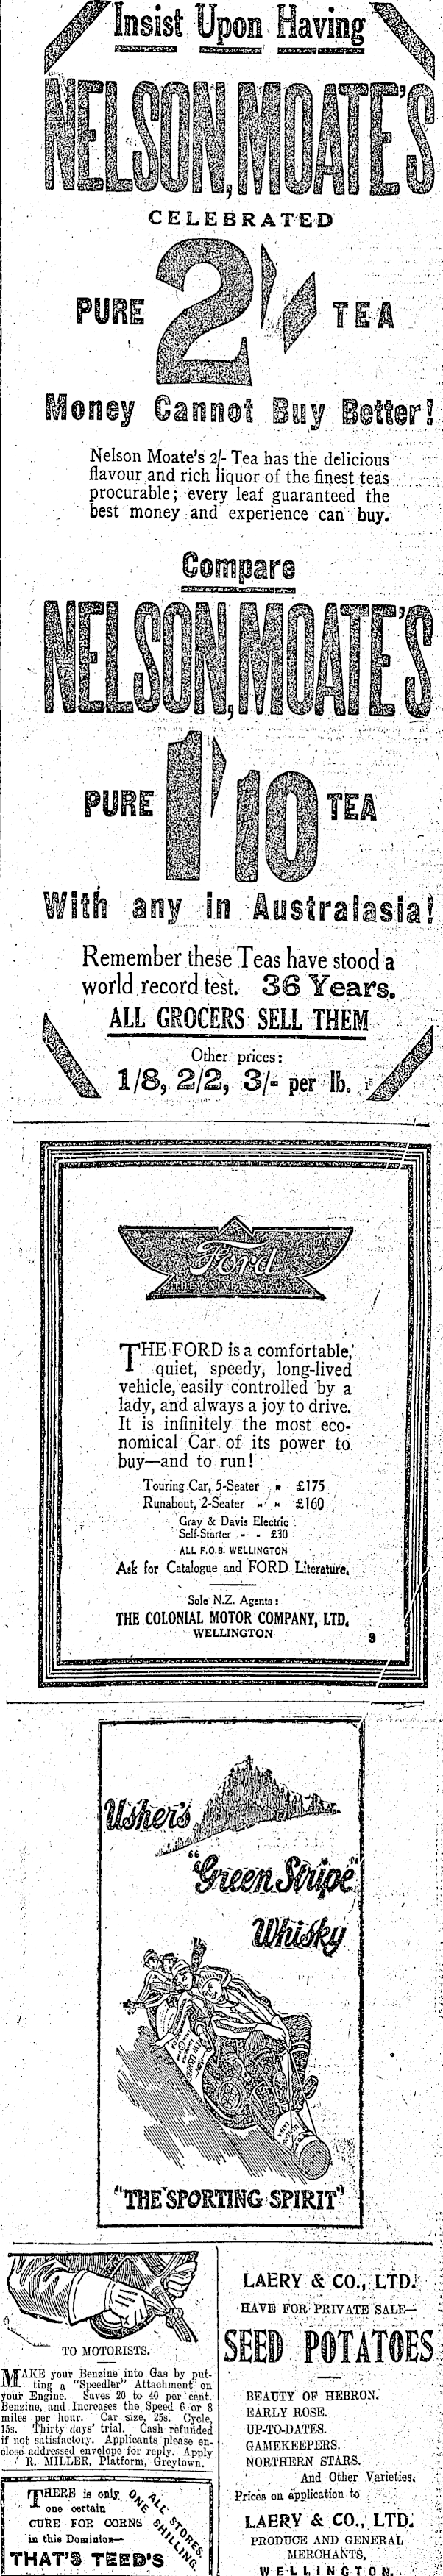 Insist Upon Having
NELSON, MOATE'S
CELEBRATED
PURE 2/- TEA
Money Cannot Buy Better!
Nelson Moate's 2/- Tea has the delicious
flavour and rich liquor of the finest teas
procurable; every leaf guaranteed the
best money and experience can buy.
Compare
NELSON, MOATE'S
PURE 1/10 TEA
With any in Australasia!
Remember these Teas have stood a
world record test. 36 Years.
ALL GROCERS SELL THEM
Other prices:
1/8, 2/2, 3/- per lb.
Ford
THE UNIVERSAL CAR
THE FORD is a comfortable,
quiet, speedy, long-lived
vehicle, easily controlled by a
lady, and always a joy to drive.
It is infinitely the most eco-
nomical Car of its power to
buy—and to run!
Touring Car, 5-Seater - £175
Runabout, 2-Seater - - £160
Gray & Davis Electric
Self-Starter - - £30
ALL F.O.B. WELLINGTON
Ask for Catalogue and FORD Literature.
Sole N.Z. Agents:
THE COLONIAL MOTOR COMPANY, LTD.
WELLINGTON
Usher's
"Green Stripe"
Whisky
"THE SPORTING SPIRIT"
TO MOTORISTS.
MAKE your Benzine into Gas by put-
ting a "Speedler" Attachment on
your Engine. Saves 20 to 40 per cent.
Benzine, and Increases the Speed 6 or 8
miles per hour. Car size, 25s. Cycle,
15s. Thirty days' trial. Cash refunded
if not satisfactory. Applicants please en-
close addressed envelope for reply. Apply
R. MILLER, Platform, Greytown.
THERE is only
one certain
CURE FOR CORNS
in this Dominion—
THAT'S TEED'S
ALL STORES.
ONE SHILLING.
LAERY & CO., LTD.
HAVE FOR PRIVATE SALE—
SEED POTATOES
BEAUTY OF HEBRON.
EARLY ROSE.
UP-TO-DATES.
GAMEKEEPERS.
NORTHERN STARS.
And Other Varieties.
Prices on application to
LAERY & CO., LTD.
PRODUCE AND GENERAL
MERCHANTS,
WELLINGTON.